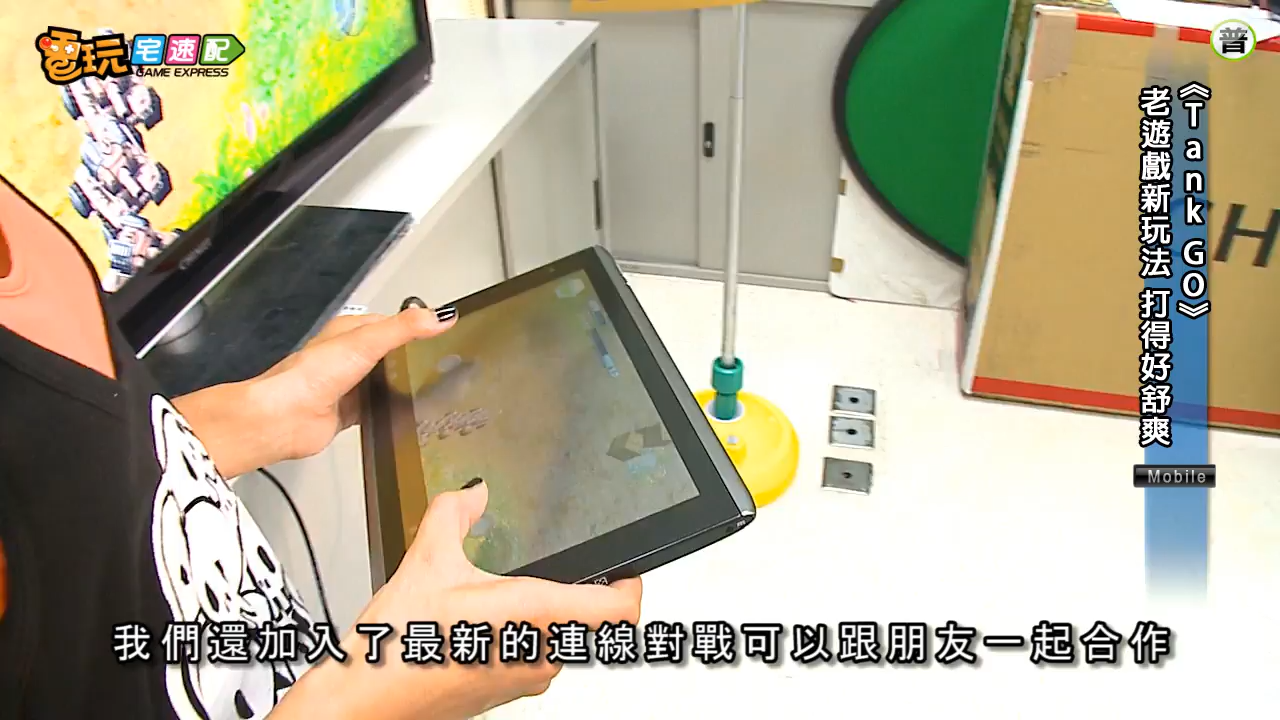 電玩宅速配
GAME EXPRESS
普
《Tank GO》
老遊戲新玩法 打得好舒爽
Mobile
CH
我們還加入了最新的連線對戰可以跟朋友一起合作